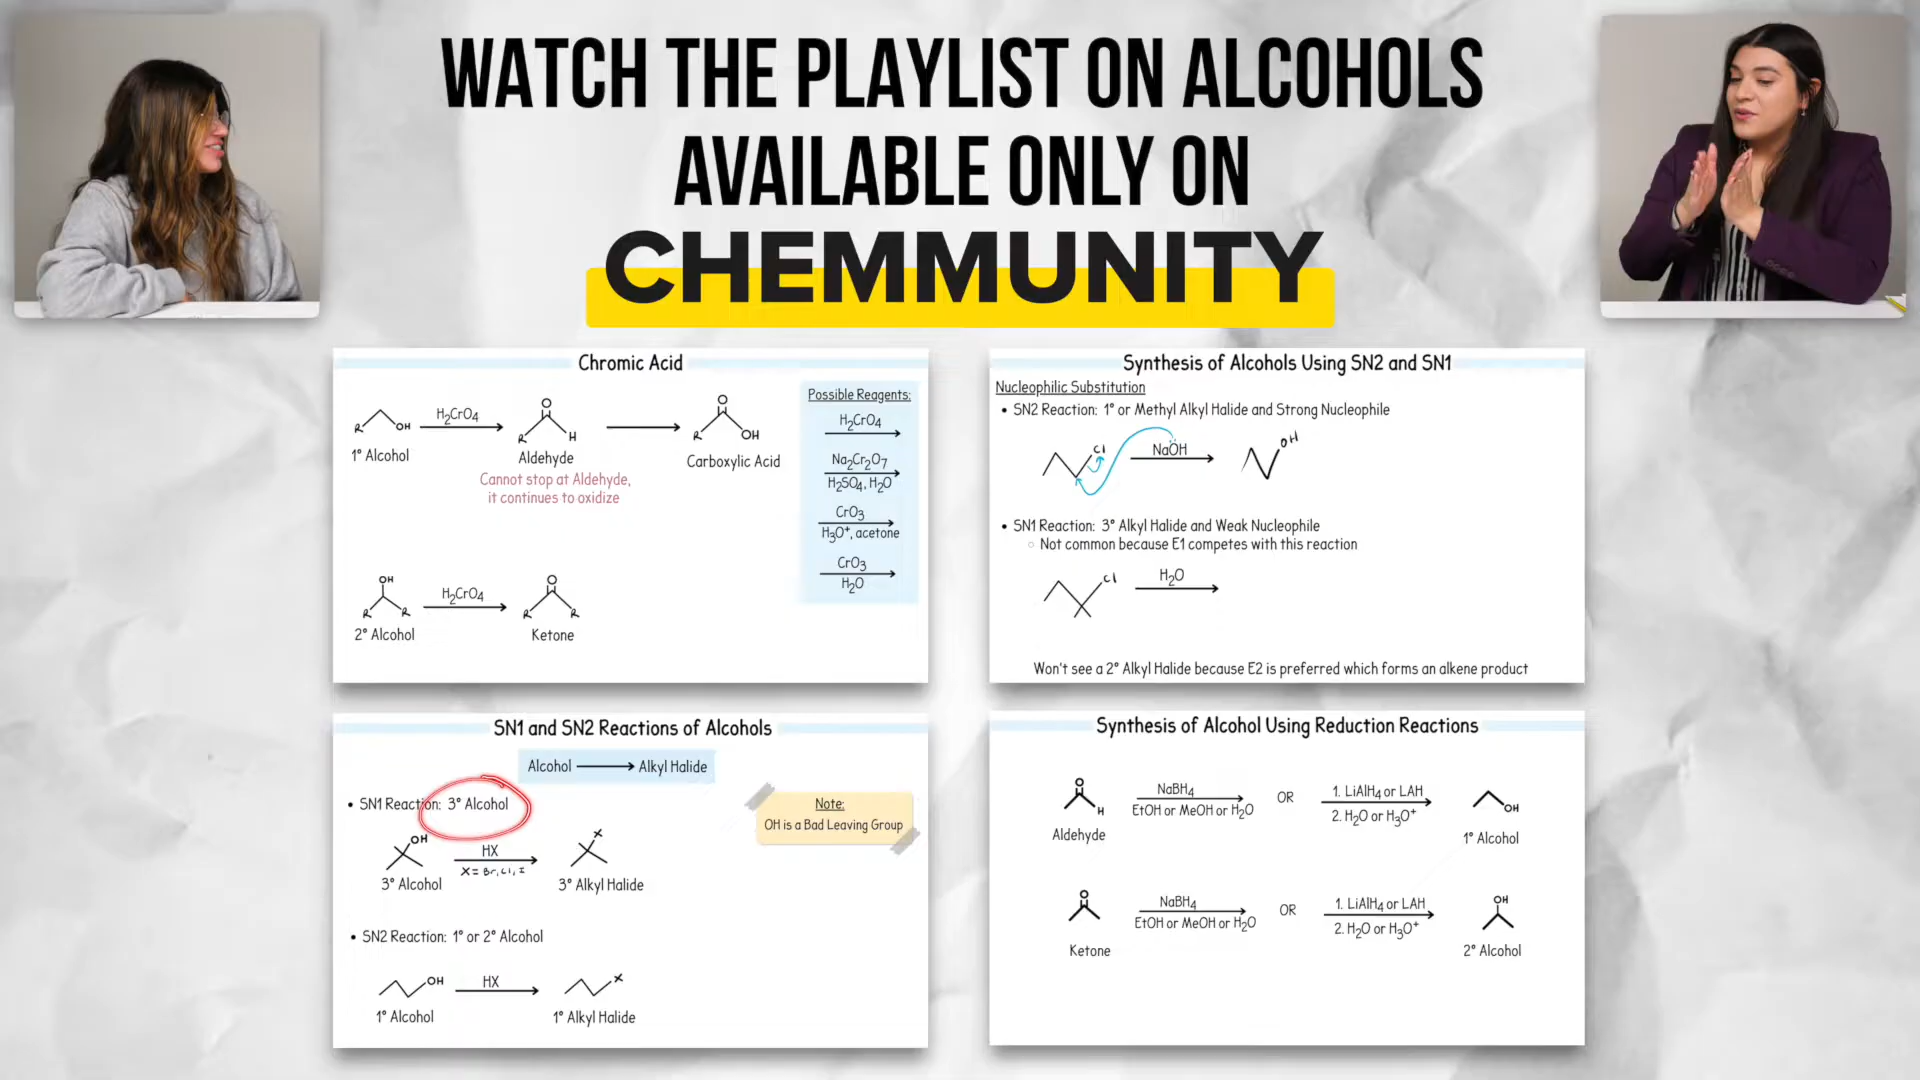 WATCH THE PLAYLIST ON ALCOHOLS
AVAILABLE ONLY ON
CHEMMUNITY
Chromic Acid
R OH
H₂CrO₄
O
R H
O
R OH
1° Alcohol
Aldehyde
Carboxylic Acid
Cannot stop at Aldehyde,
it continues to oxidize
OH
R R
H₂CrO₄
O
R R
2° Alcohol
Ketone
Possible Reagents:
H₂CrO₄
Na₂Cr₂O₇
H₂SO₄, H₂O
CrO₃
H₃O⁺, acetone
CrO₃
H₂O
Synthesis of Alcohols Using SN2 and SN1
Nucleophilic Substitution
• SN2 Reaction: 1° or Methyl Alkyl Halide and Strong Nucleophile
Cl
NaÖH
OH
• SN1 Reaction: 3° Alkyl Halide and Weak Nucleophile
○ Not common because E1 competes with this reaction
Cl
H₂O
Won't see a 2° Alkyl Halide because E2 is preferred which forms an alkene product
SN1 and SN2 Reactions of Alcohols
Alcohol ⟶ Alkyl Halide
• SN1 Reaction: 3° Alcohol
OH
HX
X = Br, Cl, I
X
3° Alcohol
3° Alkyl Halide
Note:
OH is a Bad Leaving Group
• SN2 Reaction: 1° or 2° Alcohol
OH
HX
X
1° Alcohol
1° Alkyl Halide
Synthesis of Alcohol Using Reduction Reactions
O
H
Aldehyde
NaBH₄
EtOH or MeOH or H₂O
OR
1. LiAlH₄ or LAH
2. H₂O or H₃O⁺
OH
1° Alcohol
O
Ketone
NaBH₄
EtOH or MeOH or H₂O
OR
1. LiAlH₄ or LAH
2. H₂O or H₃O⁺
OH
2° Alcohol